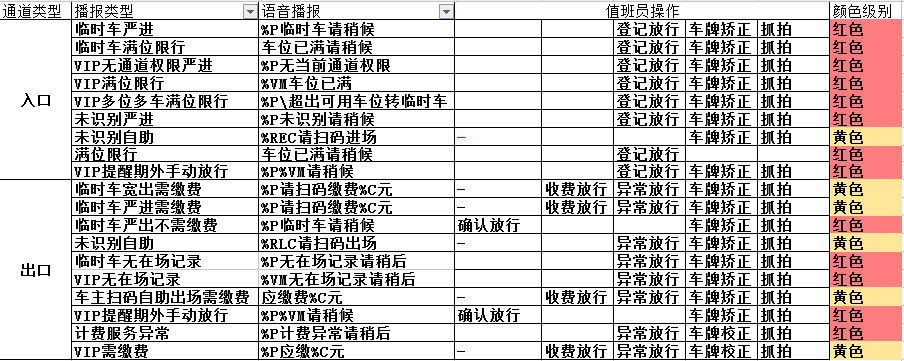 通道类型 播报类型 语音播报 值班员操作 颜色级别
临时车严进 %P临时车请稍候 登记放行 车牌矫正 抓拍 红色
临时车满位限行 车位已满请稍候 登记放行 车牌矫正 抓拍 红色
VIP无通道权限严进 %P无当前通道权限 登记放行 车牌矫正 抓拍 红色
VIP满位限行 %VM车位已满 登记放行 车牌矫正 抓拍 红色
入口 VIP多位多车满位限行 %P\超出可用车位转临时车 登记放行 车牌矫正 抓拍 红色
未识别严进 %P未识别请稍候 登记放行 车牌矫正 抓拍 红色
未识别自助 %REC请扫码进场 - 车牌矫正 抓拍 黄色
满位限行 车位已满请稍候 登记放行 红色
VIP提醒期外手动放行 %P%VM请稍候 登记放行 车牌矫正 抓拍 红色
临时车宽出需缴费 %P请扫码缴费%C元 - 收费放行 异常放行 车牌矫正 抓拍 黄色
临时车严进需缴费 %P请扫码缴费%C元 - 收费放行 异常放行 车牌矫正 抓拍 黄色
临时车严出不需缴费 %P临时车请稍候 确认放行 车牌矫正 抓拍 红色
未识别自助 %RLC请扫码出场 - 异常放行 车牌矫正 抓拍 黄色
出口 临时车无在场记录 %P无在场记录请稍后 异常放行 车牌矫正 抓拍 红色
VIP无在场记录 %VM无在场记录请稍后 异常放行 车牌矫正 抓拍 红色
车主扫码自助出场需缴费 应缴费%C元 - 收费放行 异常放行 车牌矫正 抓拍 黄色
VIP提醒期外手动放行 %P%VM请稍候 确认放行 车牌矫正 抓拍 红色
计费服务异常 %P计费异常请稍后 异常放行 车牌校正 抓拍 红色
VIP需缴费 %P应缴%C元 - 收费放行 异常放行 车牌校正 抓拍 黄色